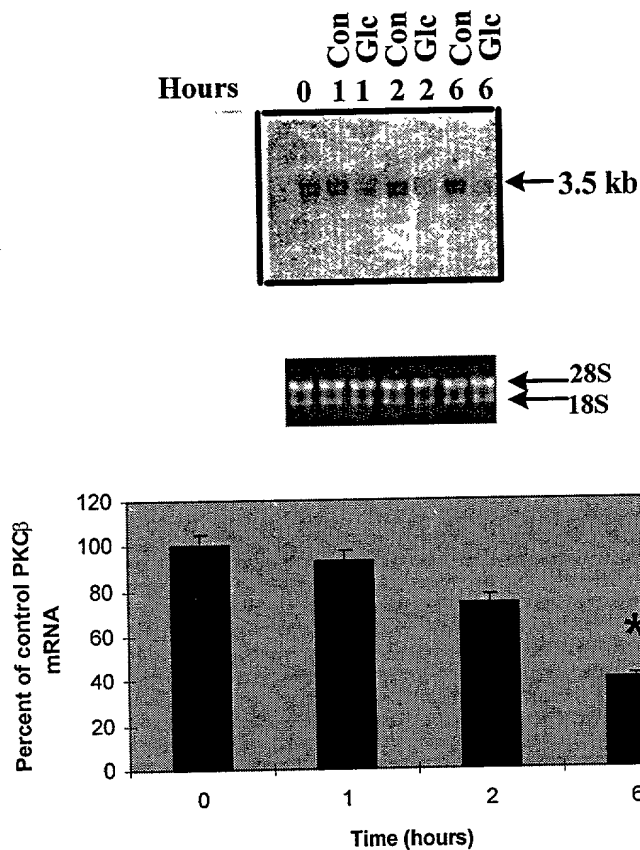 Con Glc Con Glc Con Glc
Hours 0 1 1 2 2 6 6
3.5 kb
28S
18S
120
100
80
60
40
20
0
Percent of control PKCβ
mRNA
*
0 1 2 6
Time (hours)